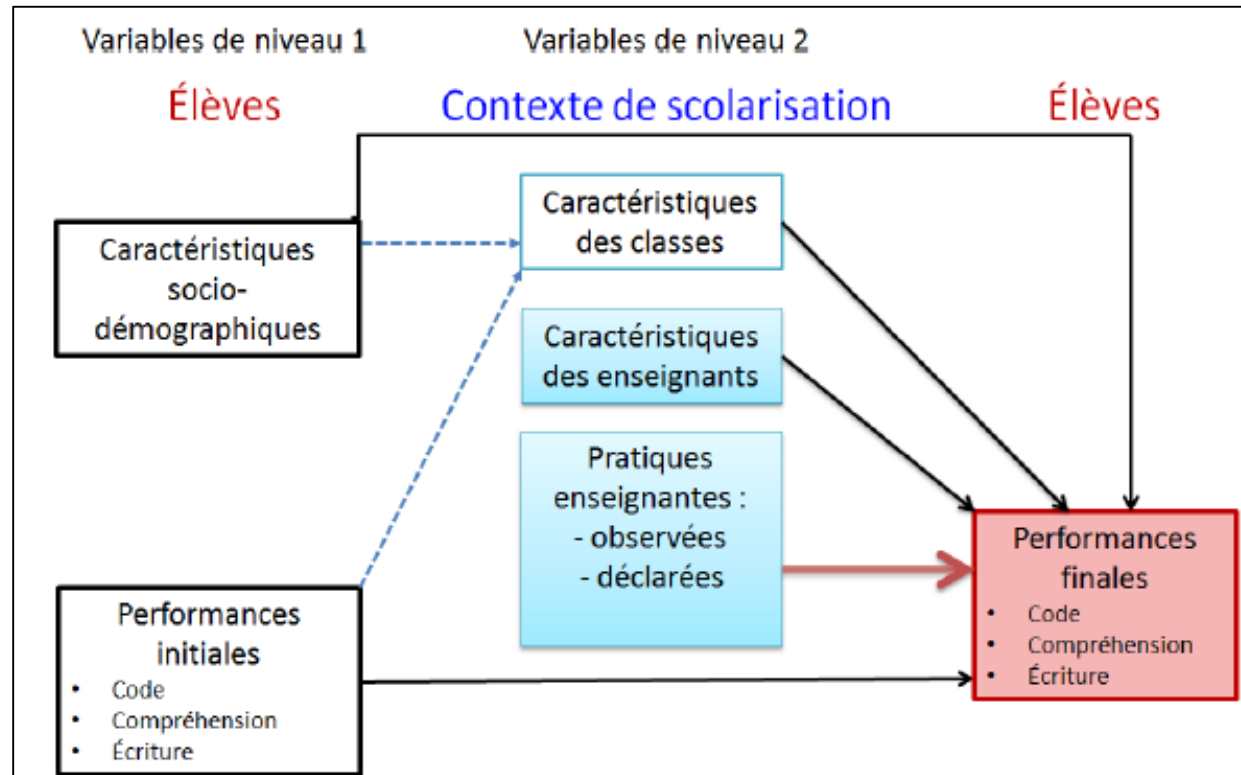 Variables de niveau 1
Variables de niveau 2
Élèves
Contexte de scolarisation
Élèves
Caractéristiques
socio-
démographiques
Caractéristiques
des classes
Caractéristiques
des enseignants
Pratiques
enseignantes :
- observées
- déclarées
Performances
initiales
• Code
• Compréhension
• Écriture
Performances
finales
• Code
• Compréhension
• Écriture